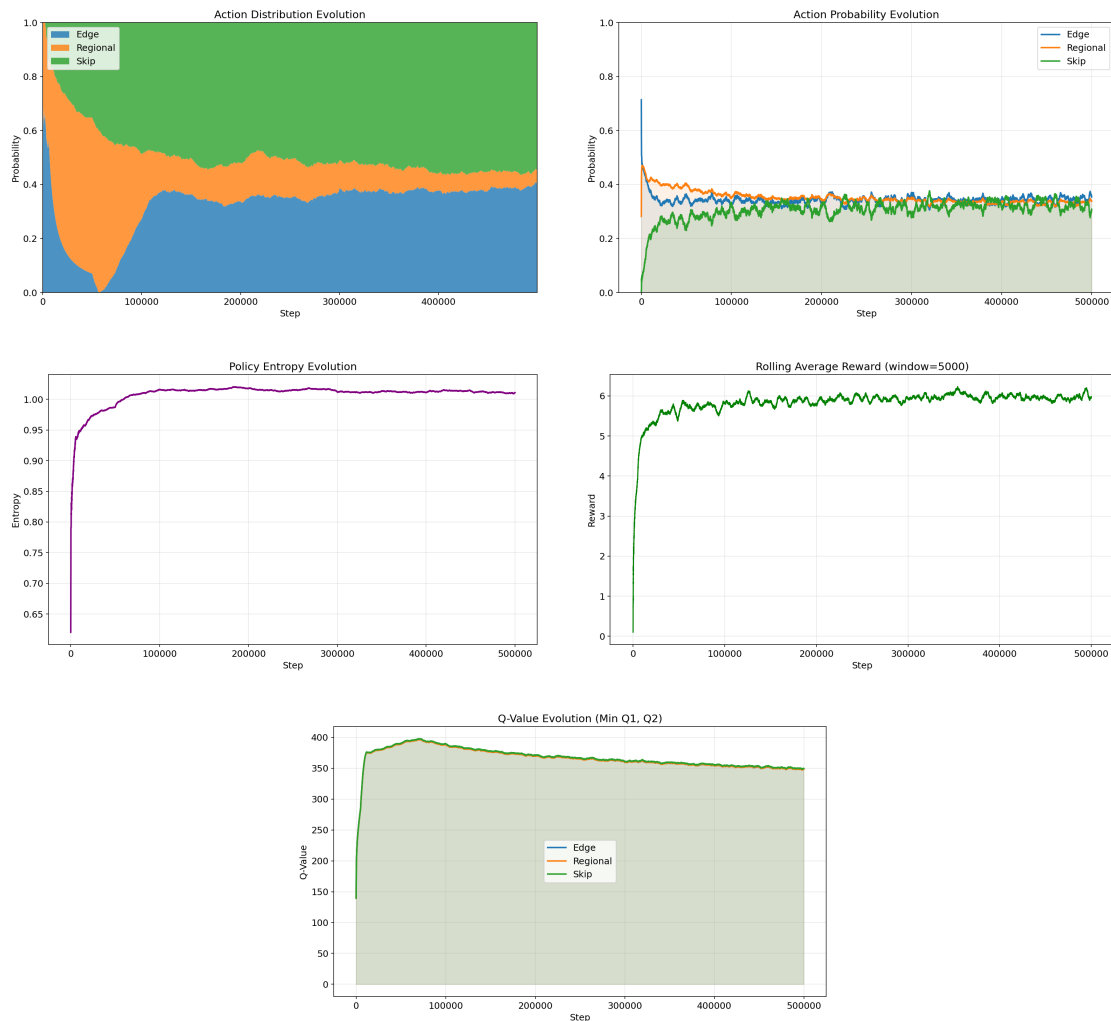 Action Distribution Evolution
Probability
1.0
0.8
0.6
0.4
0.2
0.0
Edge
Regional
Skip
0
100000
200000
300000
400000
Step
Action Probability Evolution
Probability
1.0
0.8
0.6
0.4
0.2
0.0
Edge
Regional
Skip
0
100000
200000
300000
400000
500000
Step
Policy Entropy Evolution
Entropy
1.00
0.95
0.90
0.85
0.80
0.75
0.70
0.65
0
100000
200000
300000
400000
500000
Step
Rolling Average Reward (window=5000)
Reward
6
5
4
3
2
1
0
0
100000
200000
300000
400000
500000
Step
Q-Value Evolution (Min Q1, Q2)
Q-Value
400
350
300
250
200
150
100
50
0
Edge
Regional
Skip
0
100000
200000
300000
400000
500000
Step